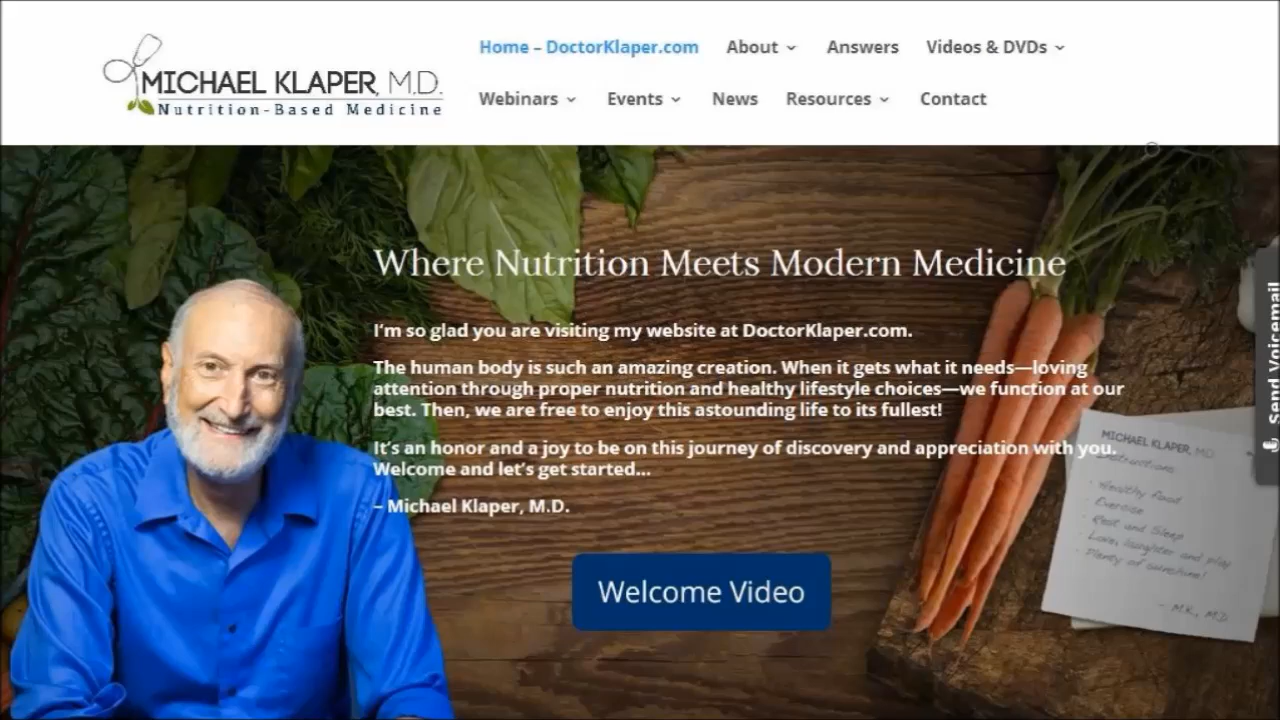 Home – DoctorKlaper.com About Answers Videos & DVDs
MICHAEL KLAPER, M.D.
Nutrition-Based Medicine
Webinars Events News Resources Contact
Where Nutrition Meets Modern Medicine
I'm so glad you are visiting my website at DoctorKlaper.com.
The human body is such an amazing creation. When it gets what it needs—loving
attention through proper nutrition and healthy lifestyle choices—we function at our
best. Then, we are free to enjoy this astounding life to its fullest!
It's an honor and a joy to be on this journey of discovery and appreciation with you.
Welcome and let's get started...
– Michael Klaper, M.D.
Welcome Video
Send Voicemail
MICHAEL KLAPER, M.D.
Instructions
- Healthy food
- Exercise
- Rest and Sleep
- Love, laughter and play
- Plenty of sunshine!
- M.K., M.D.